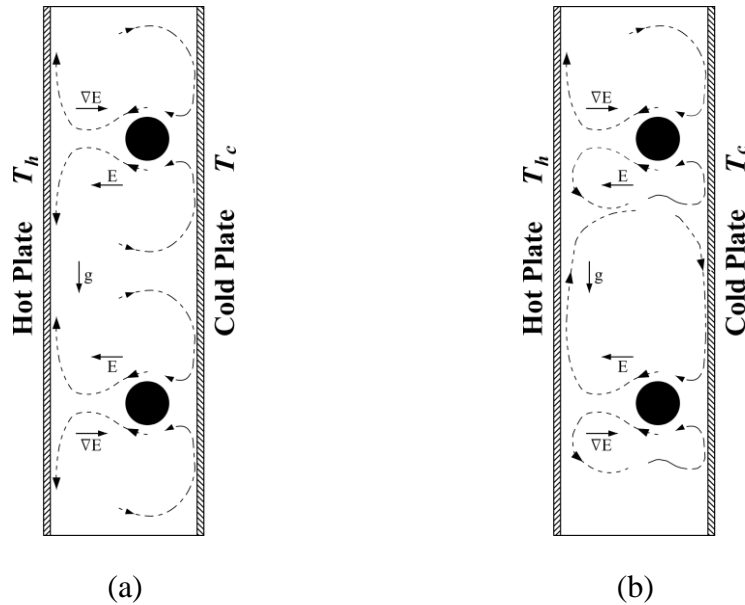 ∇E
Hot Plate T_h
E
Cold Plate T_c
g
E
∇E
(a)
∇E
Hot Plate T_h
E
Cold Plate T_c
g
E
∇E
(b)